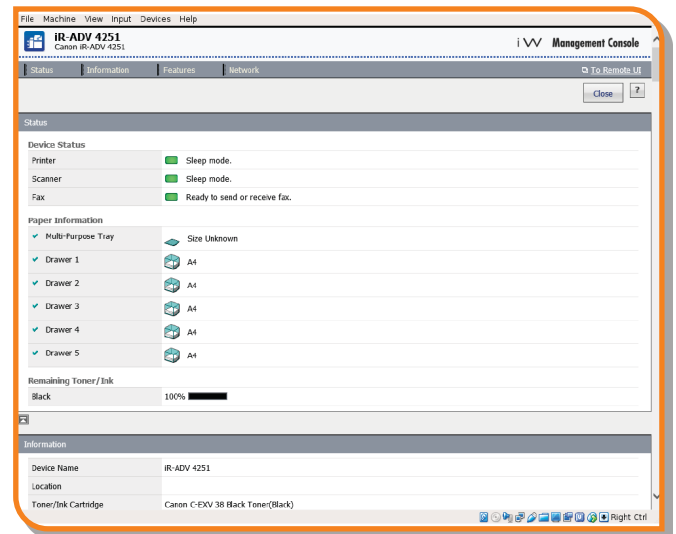 File Machine View Input Devices Help
iR-ADV 4251
Canon iR-ADV 4251
i W Management Console
Status Information Features Network To Remote UI
Close ?
Status
Device Status
Printer Sleep mode.
Scanner Sleep mode.
Fax Ready to send or receive fax.
Paper Information
Multi-Purpose Tray Size Unknown
Drawer 1 A4
Drawer 2 A4
Drawer 3 A4
Drawer 4 A4
Drawer 5 A4
Remaining Toner/Ink
Black 100%
Information
Device Name iR-ADV 4251
Location
Toner/Ink Cartridge Canon C-EXV 38 Black Toner(Black)
Right Ctrl